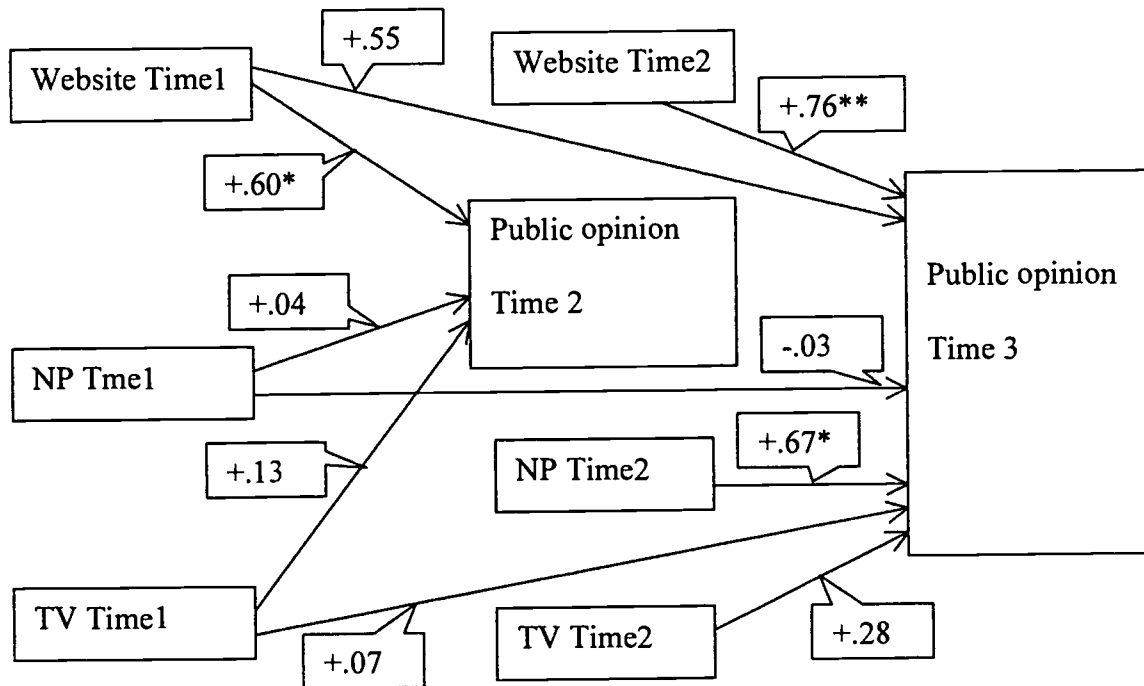 +.55
Website Time1
Website Time2
+.76**
+.60*
Public opinion
Time 2
Public opinion
Time 3
+.04
-.03
NP Tme1
+.67*
+.13
NP Time2
TV Time1
+.07
TV Time2
+.28